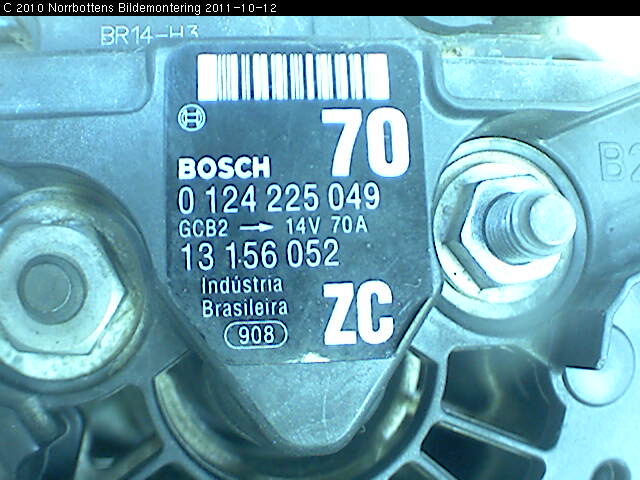 C 2010 Norrbottens Bildemontering 2011-10-12
BR14-H3
70
BOSCH
0 124 225 049
GCB2 → 14V 70A
13 156 052
Indústria
Brasileira
ZC
908
B2